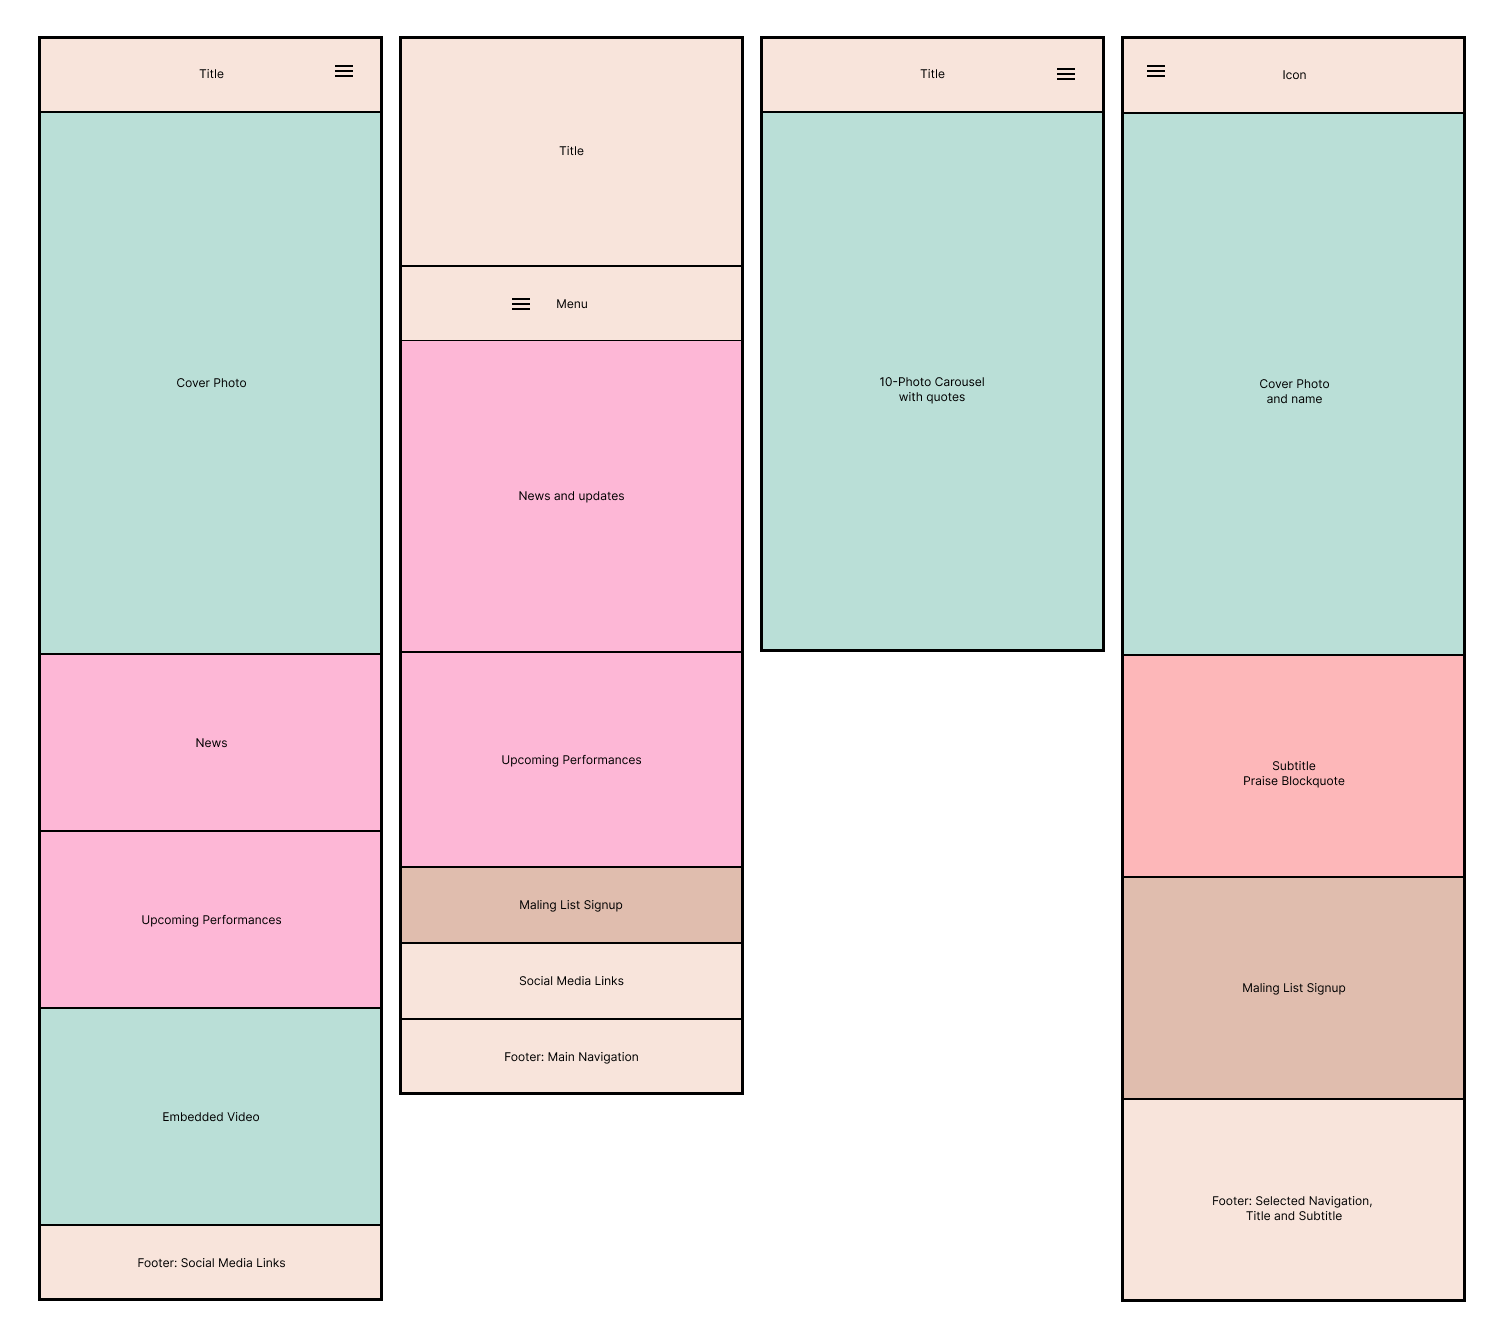 Title
Cover Photo
News
Upcoming Performances
Embedded Video
Footer: Social Media Links
Title
Menu
News and updates
Upcoming Performances
Maling List Signup
Social Media Links
Footer: Main Navigation
Title
10-Photo Carousel
with quotes
Icon
Cover Photo
and name
Subtitle
Praise Blockquote
Maling List Signup
Footer: Selected Navigation,
Title and Subtitle